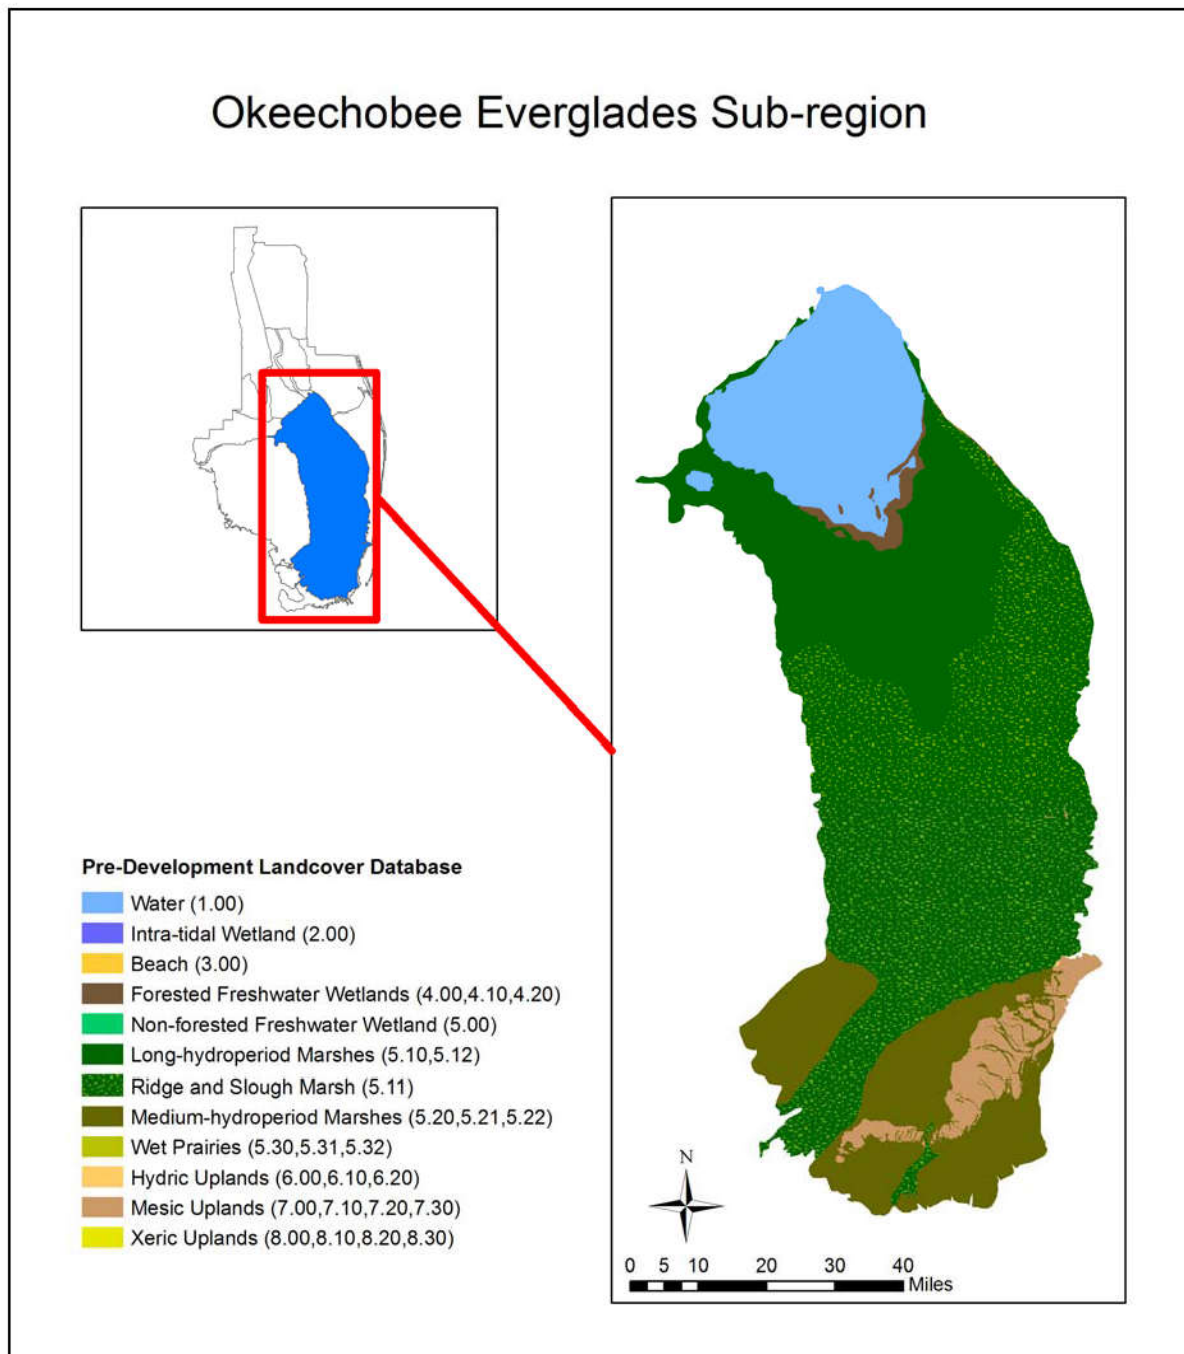 Okeechobee Everglades Sub-region
Pre-Development Landcover Database
Water (1.00)
Intra-tidal Wetland (2.00)
Beach (3.00)
Forested Freshwater Wetlands (4.00,4.10,4.20)
Non-forested Freshwater Wetland (5.00)
Long-hydroperiod Marshes (5.10,5.12)
Ridge and Slough Marsh (5.11)
Medium-hydroperiod Marshes (5.20,5.21,5.22)
Wet Prairies (5.30,5.31,5.32)
Hydric Uplands (6.00,6.10,6.20)
Mesic Uplands (7.00,7.10,7.20,7.30)
Xeric Uplands (8.00,8.10,8.20,8.30)
N
0 5 10 20 30 40
Miles